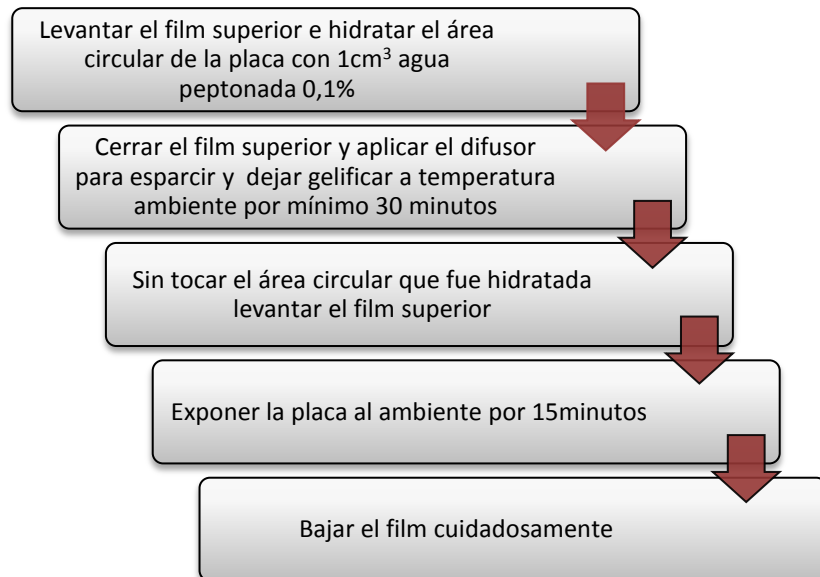 Levantar el film superior e hidratar el área
circular de la placa con 1cm³ agua
peptonada 0,1%
Cerrar el film superior y aplicar el difusor
para esparcir y dejar gelificar a temperatura
ambiente por mínimo 30 minutos
Sin tocar el área circular que fue hidratada
levantar el film superior
Exponer la placa al ambiente por 15minutos
Bajar el film cuidadosamente